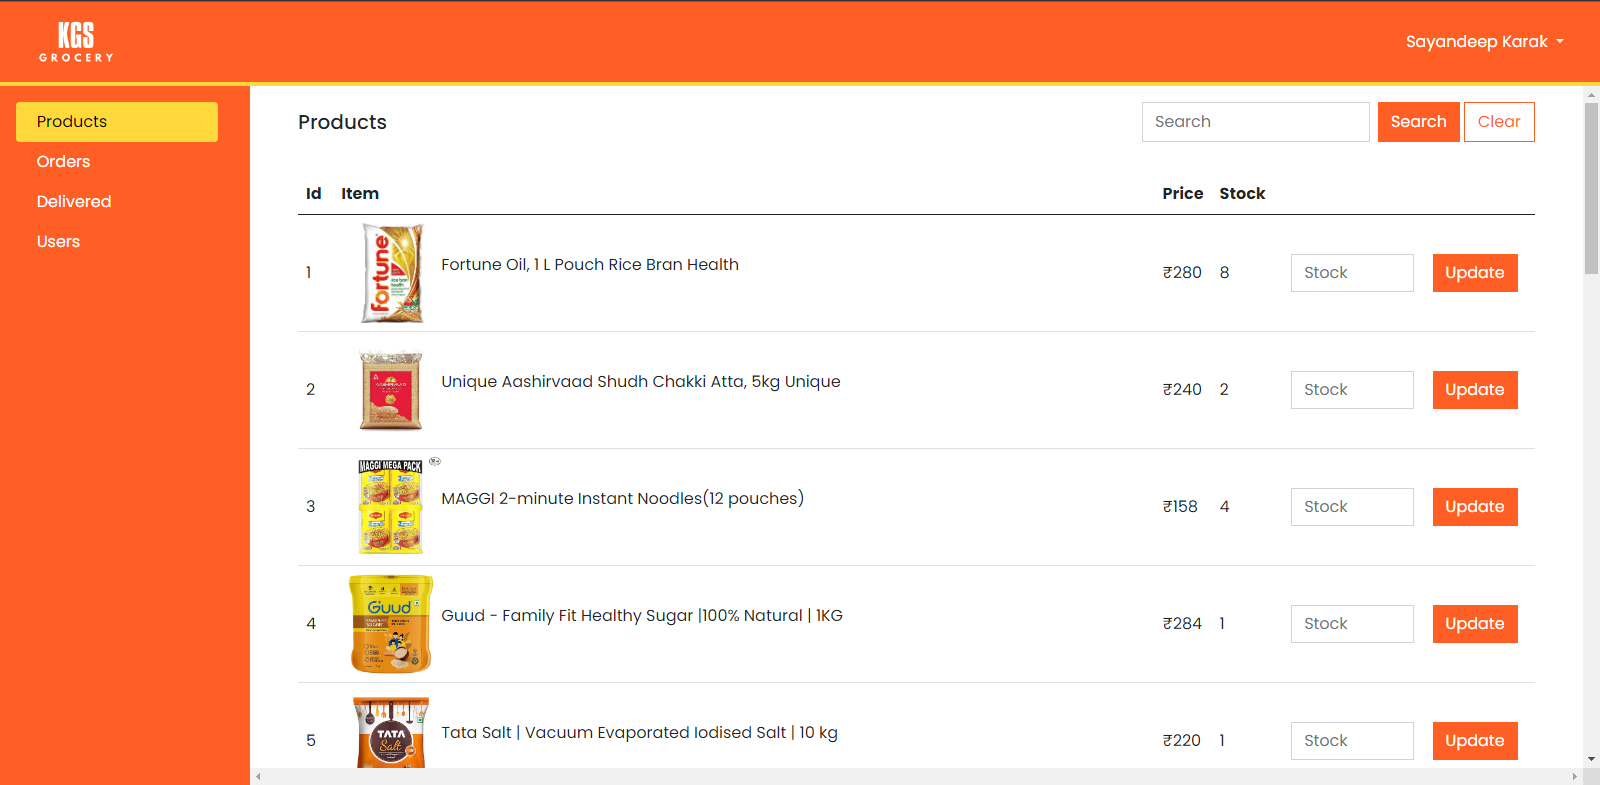 KGS
GROCERY
Sayandeep Karak
Products
Orders
Delivered
Users
Products
Search
Search
Clear
Id Item Price Stock
1 fortune Fortune Oil, 1 L Pouch Rice Bran Health ₹280 8 Stock Update
2 Unique Aashirvaad Shudh Chakki Atta, 5kg Unique ₹240 2 Stock Update
MAGGI MEGA PACK
3 MAGGI 2-minute Instant Noodles(12 pouches) ₹158 4 Stock Update
Guud
4 Guud - Family Fit Healthy Sugar |100% Natural | 1KG ₹284 1 Stock Update
TATA
Salt
5 Tata Salt | Vacuum Evaporated Iodised Salt | 10 kg ₹220 1 Stock Update